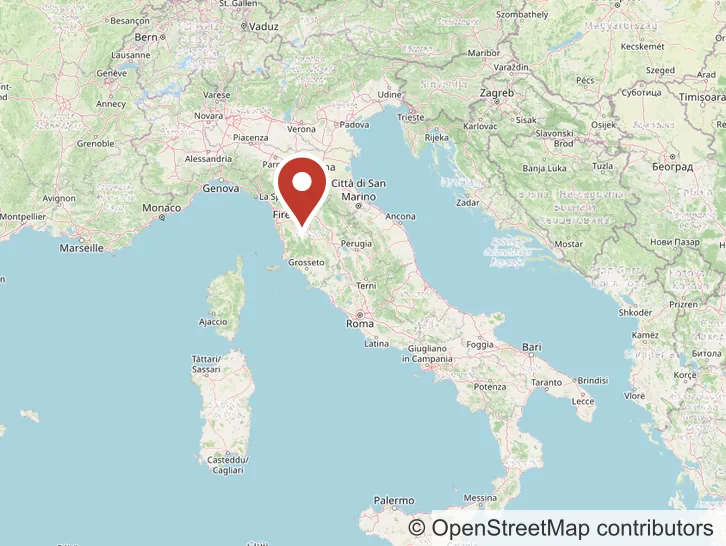 Szombathely
St.Gallen
Besançon
Bern
Vaduz
Kecskemét
Lausanne
Maribor
Szeged
Genève
Varaždin
Pécs
Arad
Annecy
Udine
Varese
Zagreb
Суботица
Timișoara
Novara
Verona
Padova
Trieste
Karlovac
Sisak
Osijek
Grenoble
Piacenza
Rijeka
Slavonski
Brod
Alessandria
Београд
Banja Luka
Tuzla
Genova
Città di San
Marino
Zadar
Montpellier
Monaco
Ancona
Marseille
Perugia
Mostar
Нови Пазар
Grosseto
Terni
Prizren
Shkodër
Ajaccio
Roma
Latina
Kamëz
Foggia
Bari
Битола
Giugliano
in Campania
Tàttari/
Sassari
Potenza
Taranto
Brindisi
Korçë
Lecce
Vlorë
Casteddu/
Cagliari
Messina
Palermo
© OpenStreetMap contributors